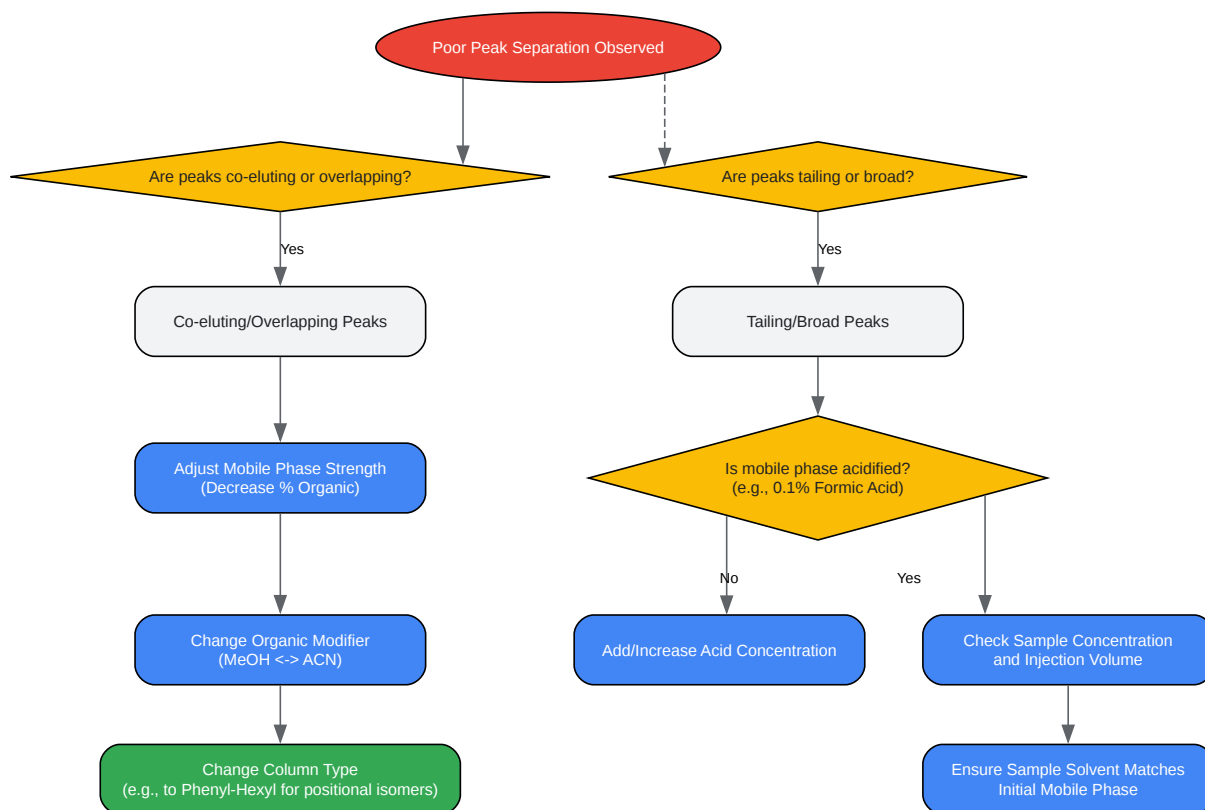 Poor Peak Separation Observed
Are peaks co-eluting or overlapping?
Are peaks tailing or broad?
Yes
Yes
Co-eluting/Overlapping Peaks
Tailing/Broad Peaks
Adjust Mobile Phase Strength
(Decrease % Organic)
Is mobile phase acidified?
(e.g., 0.1% Formic Acid)
No
Yes
Change Organic Modifier
(MeOH <-> ACN)
Add/Increase Acid Concentration
Check Sample Concentration
and Injection Volume
Change Column Type
(e.g., to Phenyl-Hexyl for positional isomers)
Ensure Sample Solvent Matches
Initial Mobile Phase